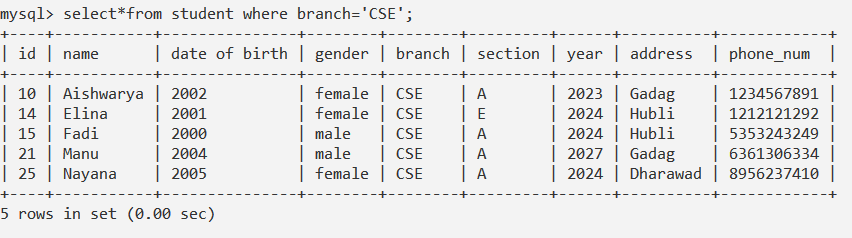 mysql> select*from student where branch='CSE';
+----+-----------+---------------+--------+--------+---------+------+----------+------------+
| id | name      | date of birth | gender | branch | section | year | address  | phone_num  |
+----+-----------+---------------+--------+--------+---------+------+----------+------------+
| 10 | Aishwarya | 2002          | female | CSE    | A       | 2023 | Gadag    | 1234567891 |
| 14 | Elina     | 2001          | female | CSE    | E       | 2024 | Hubli    | 1212121292 |
| 15 | Fadi      | 2000          | male   | CSE    | A       | 2024 | Hubli    | 5353243249 |
| 21 | Manu      | 2004          | male   | CSE    | A       | 2027 | Gadag    | 6361306334 |
| 25 | Nayana    | 2005          | female | CSE    | A       | 2024 | Dharawad | 8956237410 |
+----+-----------+---------------+--------+--------+---------+------+----------+------------+
5 rows in set (0.00 sec)